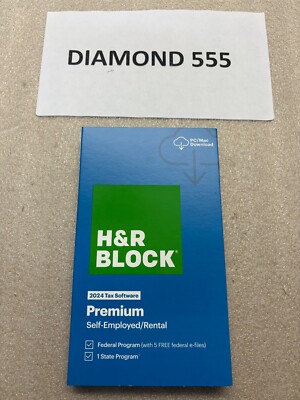 DIAMOND 555
PC/Mac
Download
H&R
BLOCK®
2024 Tax Software
Premium
Self-Employed/Rental
Federal Program (with 5 FREE federal e-files)
1 State Program